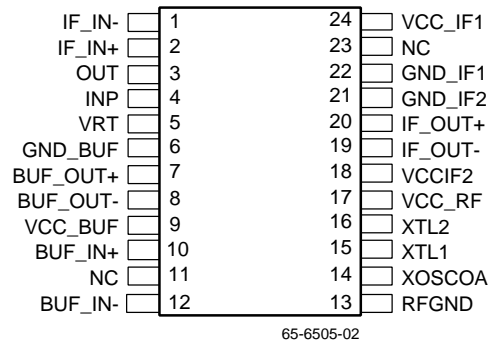 IF_IN- 1 24 VCC_IF1
IF_IN+ 2 23 NC
OUT 3 22 GND_IF1
INP 4 21 GND_IF2
VRT 5 20 IF_OUT+
GND_BUF 6 19 IF_OUT-
BUF_OUT+ 7 18 VCCIF2
BUF_OUT- 8 17 VCC_RF
VCC_BUF 9 16 XTL2
BUF_IN+ 10 15 XTL1
NC 11 14 XOSCOA
BUF_IN- 12 13 RFGND
65-6505-02